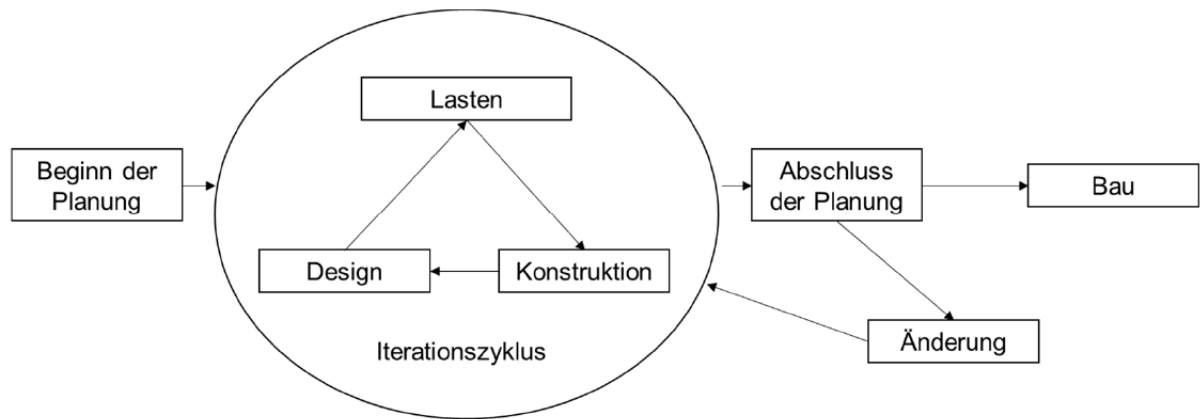 Lasten
Beginn der
Planung
Abschluss
der Planung
Bau
Design
Konstruktion
Iterationszyklus
Änderung